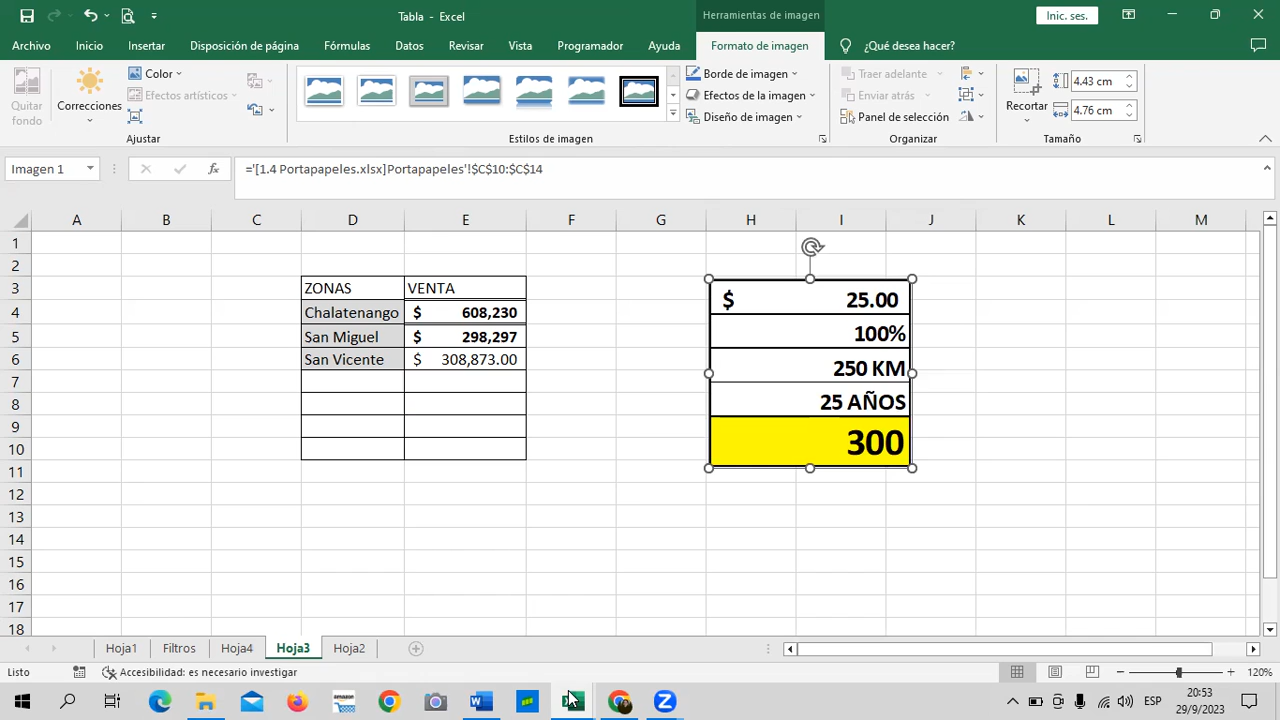 Tabla - Excel
Herramientas de imagen
Inic. ses.
Archivo Inicio Insertar Disposición de página Fórmulas Datos Revisar Vista Programador Ayuda Formato de imagen ¿Qué desea hacer?
Quitar fondo
Correcciones
Color
Efectos artísticos
Ajustar
Estilos de imagen
Borde de imagen
Efectos de la imagen
Diseño de imagen
Traer adelante
Enviar atrás
Panel de selección
Organizar
Recortar
4.43 cm
4.76 cm
Tamaño
Imagen 1
fx
='[1.4 Portapapeles.xlsx]Portapapeles'!$C$10:$C$14
A B C D E F G H I J K L M
1
2
3 ZONAS VENTA
4 Chalatenango $ 608,230
5 San Miguel $ 298,297
6 San Vicente $ 308,873.00
7
8
9
10
11
12
13
14
15
16
17
18
$ 25.00
100%
250 KM
25 AÑOS
300
Hoja1 Filtros Hoja4 Hoja3 Hoja2
Listo
Accesibilidad: es necesario investigar
120%
amazon
ESP
20:53
29/9/2023